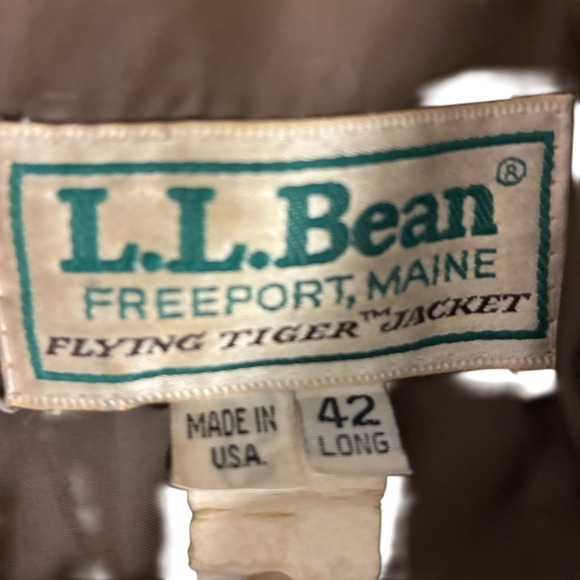 L.L.Bean®
FREEPORT, MAINE
FLYING TIGER™ JACKET
MADE IN
U.S.A.
42
LONG